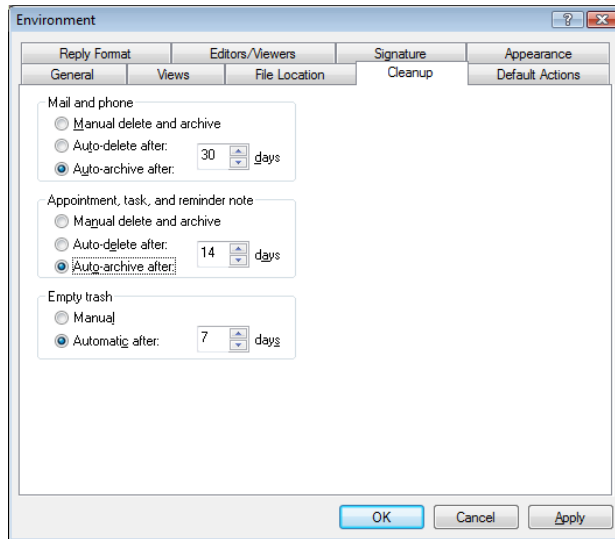 Environment
Reply Format Editors/Viewers Signature Appearance
General Views File Location Cleanup Default Actions
Mail and phone
Manual delete and archive
Auto-delete after:
30 days
Auto-archive after:
Appointment, task, and reminder note
Manual delete and archive
Auto-delete after:
14 days
Auto-archive after:
Empty trash
Manual
Automatic after: 7 days
OK Cancel Apply